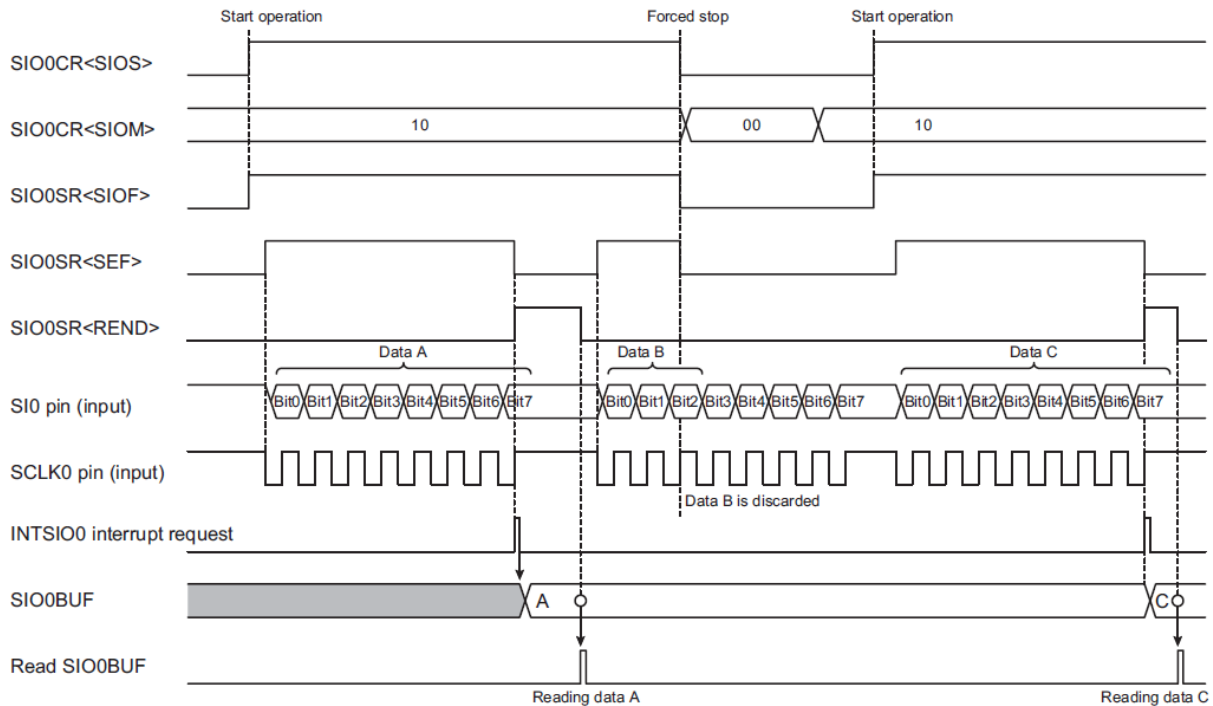 Start operation Forced stop Start operation
SIO0CR<SIOS>
SIO0CR<SIOM> 10 00 10
SIO0SR<SIOF>
SIO0SR<SEF>
SIO0SR<REND>
Data A Data B Data C
SI0 pin (input) Bit0 Bit1 Bit2 Bit3 Bit4 Bit5 Bit6 Bit7 Bit0 Bit1 Bit2 Bit3 Bit4 Bit5 Bit6 Bit7 Bit0 Bit1 Bit2 Bit3 Bit4 Bit5 Bit6 Bit7
SCLK0 pin (input)
Data B is discarded
INTSIO0 interrupt request
SIO0BUF A C
Read SIO0BUF
Reading data A Reading data C